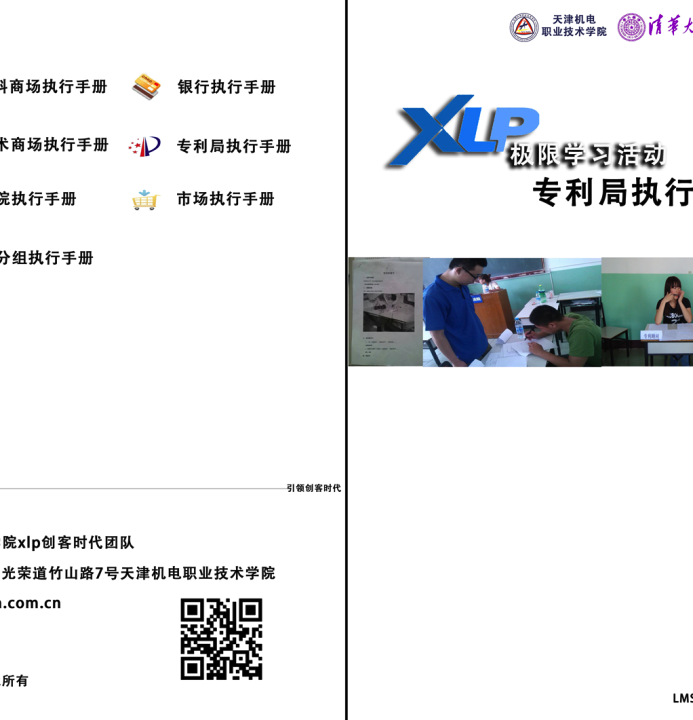 料商场执行手册
银行执行手册
术商场执行手册
专利局执行手册
院执行手册
市场执行手册
分组执行手册
引领创客时代
院xlp创客时代团队
光荣道竹山路7号天津机电职业技术学院
.com.cn
所有
天津机电
职业技术学院
清华大
XLP
极限学习活动
专利局执行
LMS